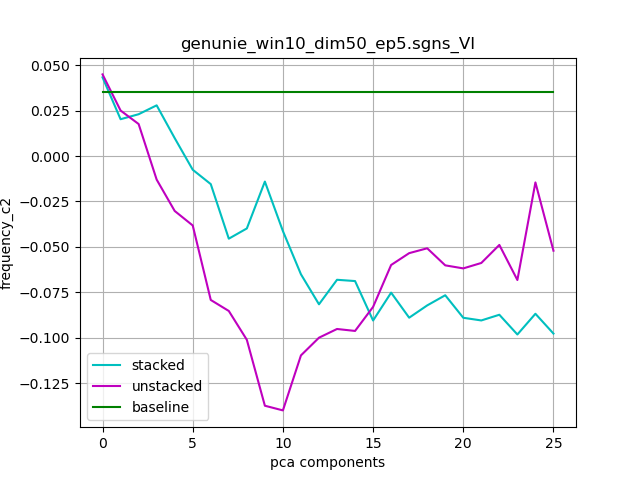 genunie_win10_dim50_ep5.sgns_VI
0.050
0.025
0.000
−0.025
−0.050
−0.075
−0.100
−0.125
frequency_c2
stacked
unstacked
baseline
0 5 10 15 20 25
pca components